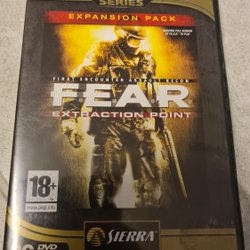 SERIES
EXPANSION PACK
FIRST ENCOUNTER ASSAULT RECON
FEAR
EXTRACTION POINT
18+
www.pegi.info
DVD
SIERRA